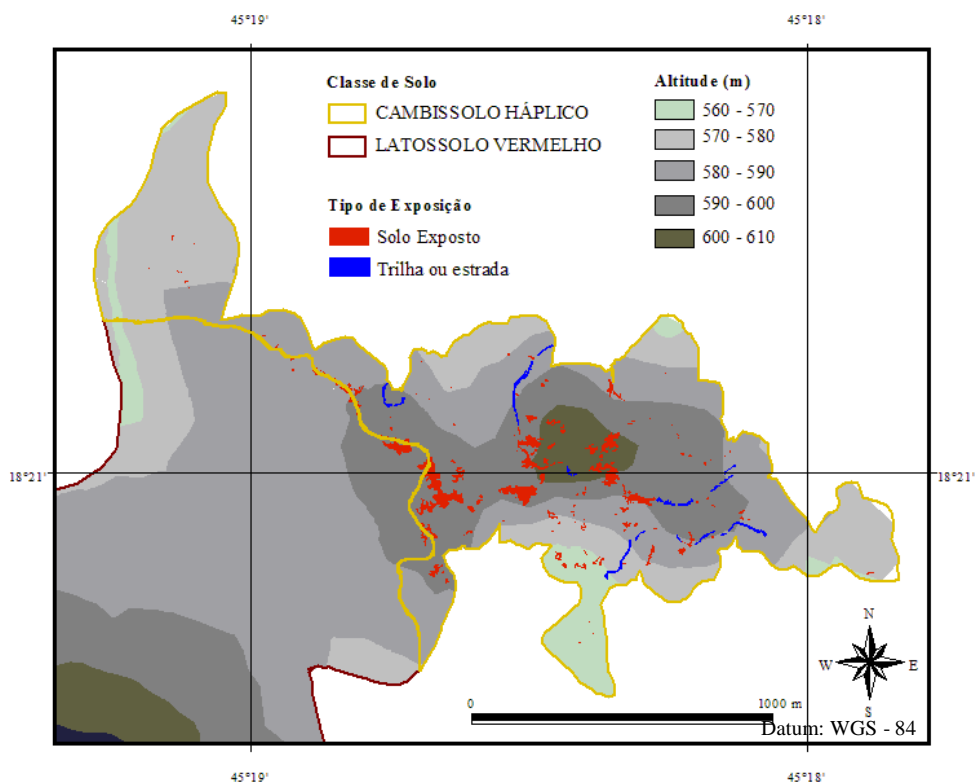 45°19'
45°18'
Classe de Solo
CAMBISSOLO HÁPLICO
LATOSSOLO VERMELHO
Tipo de Exposição
Solo Exposto
Trilha ou estrada
Altitude (m)
560 - 570
570 - 580
580 - 590
590 - 600
600 - 610
18°21'
18°21'
N
W
E
S
0
1000 m
Datum: WGS - 84
45°19'
45°18'